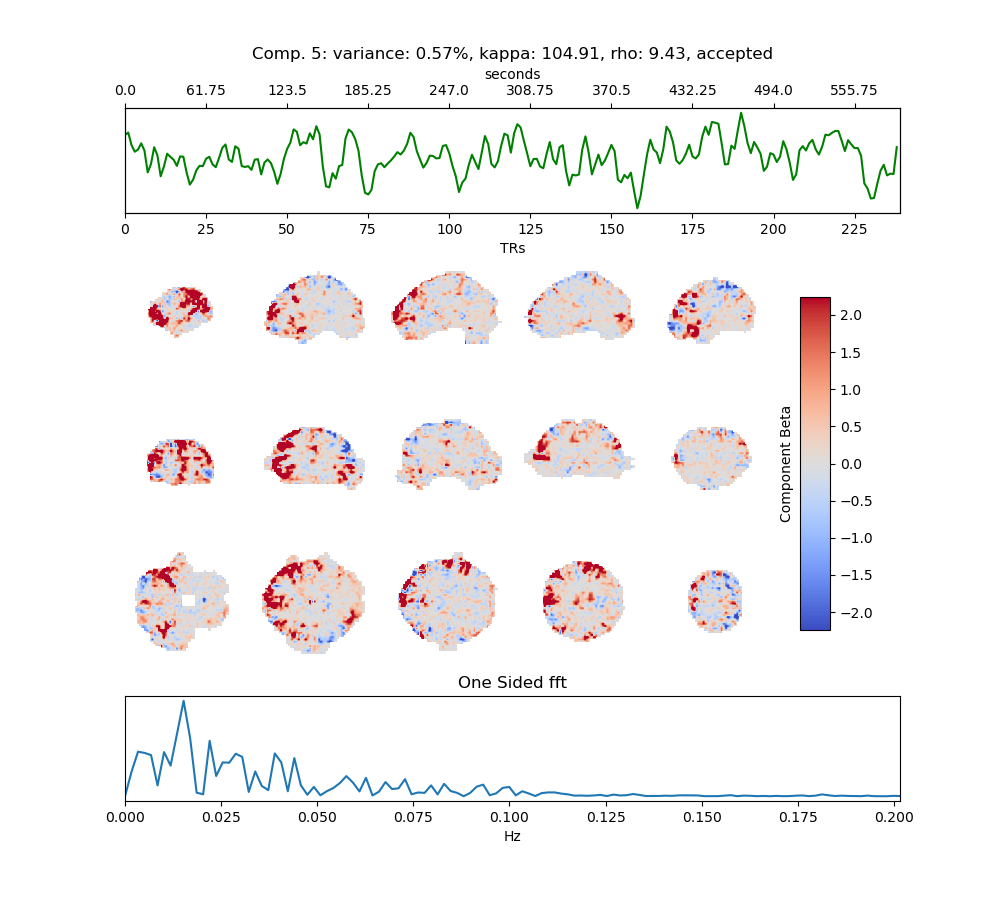 Comp. 5: variance: 0.57%, kappa: 104.91, rho: 9.43, accepted
seconds
0.0 61.75 123.5 185.25 247.0 308.75 370.5 432.25 494.0 555.75
0 25 50 75 100 125 150 175 200 225
TRs
2.0
1.5
1.0
0.5
0.0
−0.5
−1.0
−1.5
−2.0
Component Beta
One Sided fft
0.000 0.025 0.050 0.075 0.100 0.125 0.150 0.175 0.200
Hz